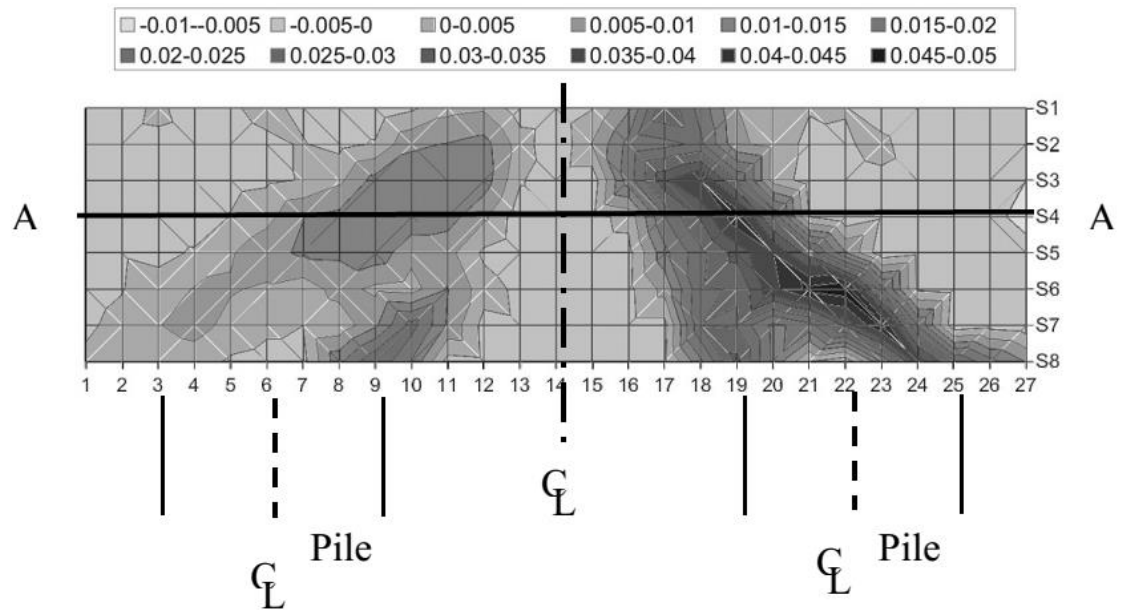 -0.01--0.005 -0.005-0 0-0.005 0.005-0.01 0.01-0.015 0.015-0.02
0.02-0.025 0.025-0.03 0.03-0.035 0.035-0.04 0.04-0.045 0.045-0.05
S1
S2
S3
A S4 A
S5
S6
S7
S8
1 2 3 4 5 6 7 8 9 10 11 12 13 14 15 16 17 18 19 20 21 22 23 24 25 26 27
CL
Pile Pile
CL CL